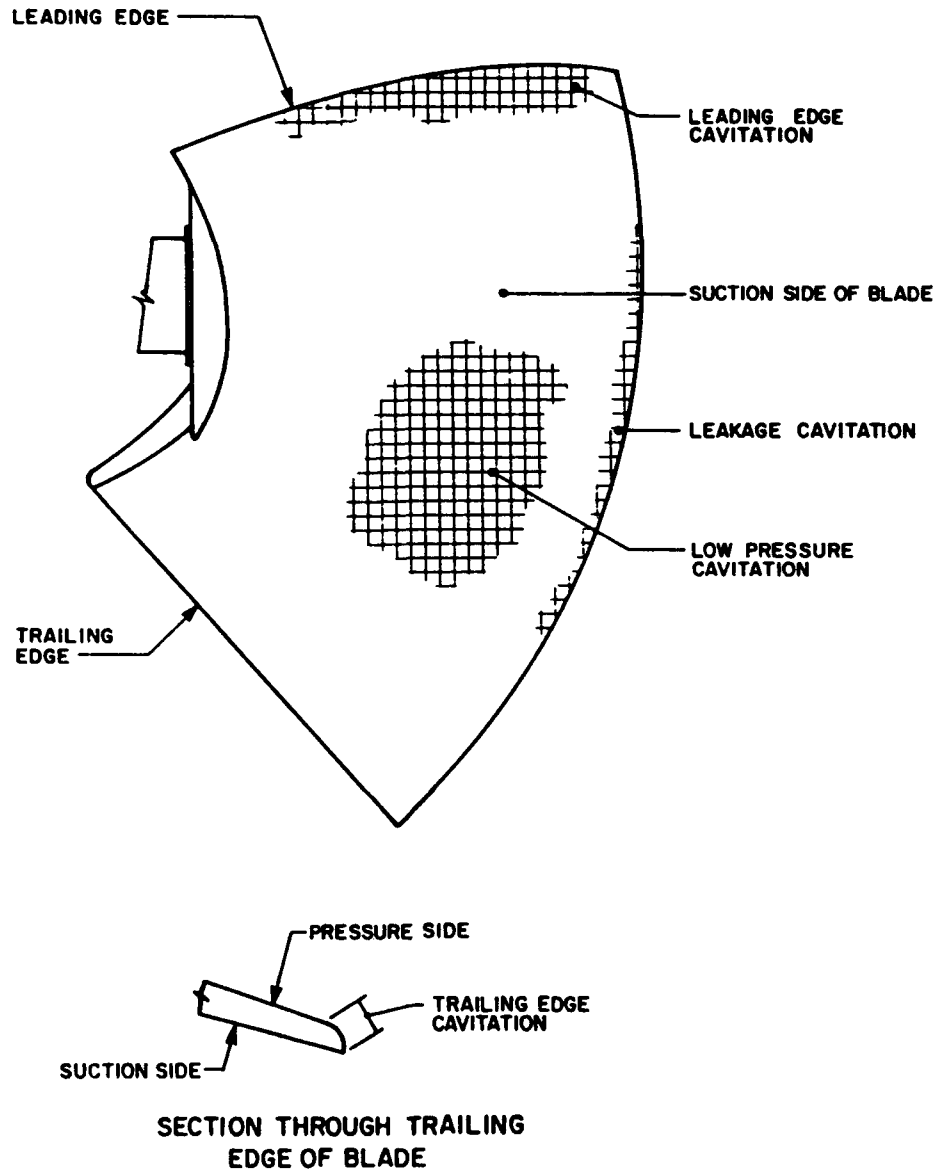 LEADING EDGE
LEADING EDGE
CAVITATION
SUCTION SIDE OF BLADE
LEAKAGE CAVITATION
LOW PRESSURE
CAVITATION
TRAILING
EDGE
PRESSURE SIDE
TRAILING EDGE
CAVITATION
SUCTION SIDE
SECTION THROUGH TRAILING
EDGE OF BLADE